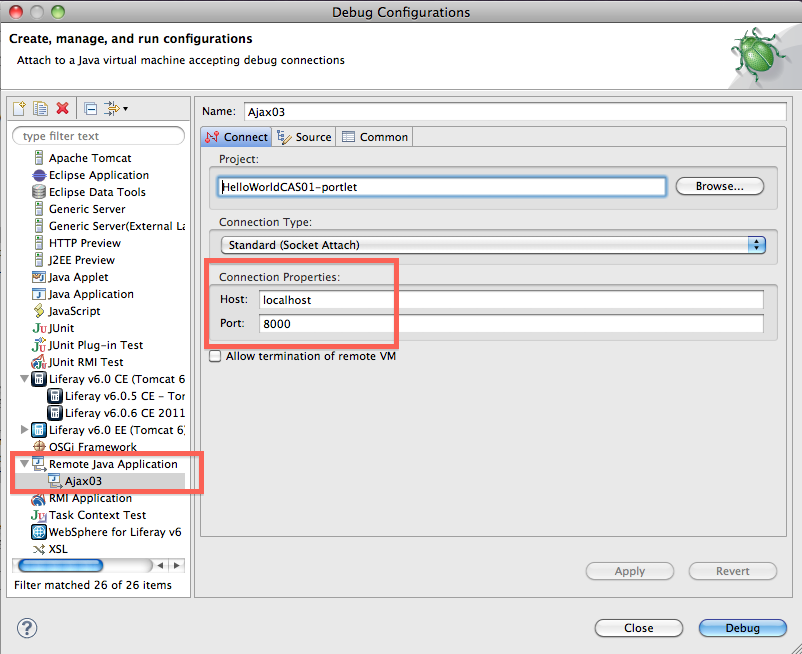 Debug Configurations
Create, manage, and run configurations
Attach to a Java virtual machine accepting debug connections
type filter text
Apache Tomcat
Eclipse Application
Eclipse Data Tools
Generic Server
Generic Server(External La
HTTP Preview
J2EE Preview
Java Applet
Java Application
JavaScript
JUnit
JUnit Plug-in Test
JUnit RMI Test
Liferay v6.0 CE (Tomcat 6
Liferay v6.0.5 CE – Tor
Liferay v6.0.6 CE 2011
Liferay v6.0 EE (Tomcat 6)
OSGi Framework
Remote Java Application
Ajax03
RMI Application
Task Context Test
WebSphere for Liferay v6
XSL
Filter matched 26 of 26 items
Name: Ajax03
Connect Source Common
Project:
HelloWorldCAS01-portlet
Browse...
Connection Type:
Standard (Socket Attach)
Connection Properties:
Host: localhost
Port: 8000
Allow termination of remote VM
Apply Revert
? Close Debug